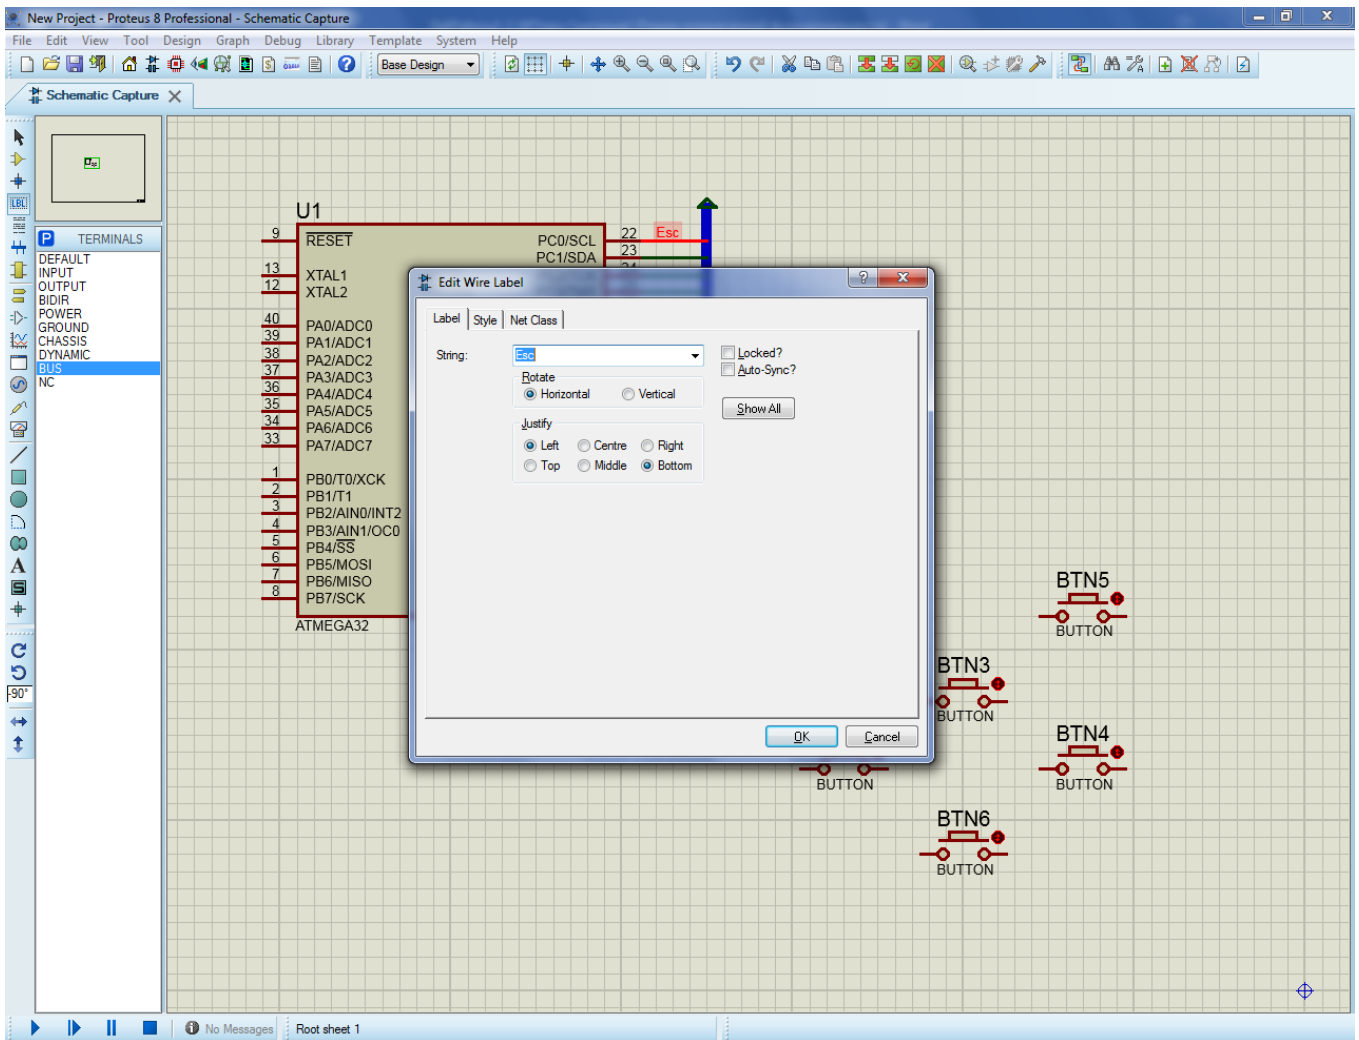 New Project - Proteus 8 Professional - Schematic Capture
File Edit View Tool Design Graph Debug Library Template System Help
Base Design
Schematic Capture
LBL
TERMINALS
P
DEFAULT
INPUT
OUTPUT
BIDIR
POWER
GROUND
CHASSIS
DYNAMIC
BUS
NC
A
S
-90°
U1
9 RESET PC0/SCL 22 Esc
PC1/SDA 23
13 XTAL1
12 XTAL2
40 PA0/ADC0
39 PA1/ADC1
38 PA2/ADC2
37 PA3/ADC3
36 PA4/ADC4
35 PA5/ADC5
34 PA6/ADC6
33 PA7/ADC7
1 PB0/T0/XCK
2 PB1/T1
3 PB2/AIN0/INT2
4 PB3/AIN1/OC0
5 PB4/SS
6 PB5/MOSI
7 PB6/MISO
8 PB7/SCK
ATMEGA32
Edit Wire Label
Label Style Net Class
String: Esc Locked?
Auto-Sync?
Rotate
Horizontal Vertical
Show All
Justify
Left Centre Right
Top Middle Bottom
OK Cancel
BTN5
BUTTON
BTN3
BUTTON
BTN4
BUTTON
BUTTON
BTN6
BUTTON
No Messages Root sheet 1